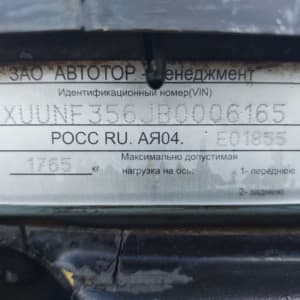 ЗАО АВТОТОР - Менеджмент
Идентификационный номер(VIN)
XUUNF356JB0006165
РОСС RU. АЯ04. E01855
1765 кг Максимально допустимая
нагрузка на ось: 1- переднюю
2- заднюю